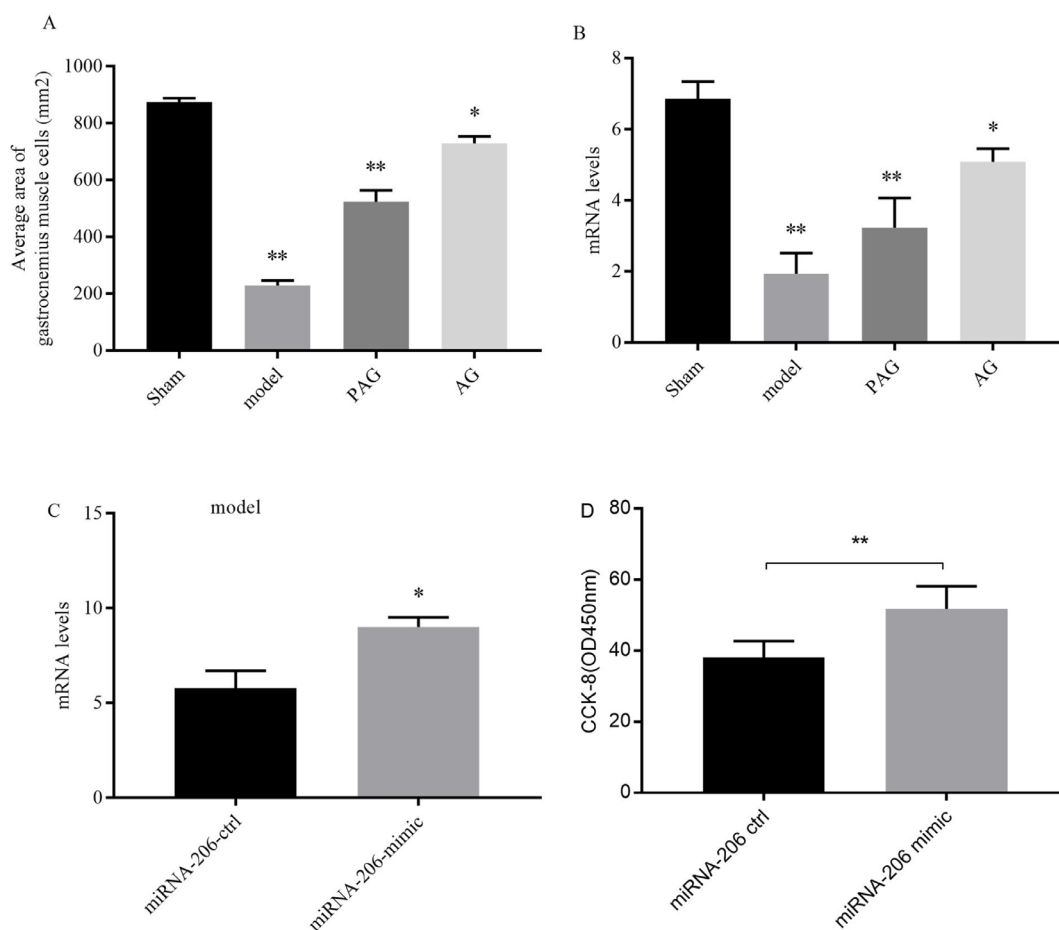 A
Average area of
gastrocnemius muscle cells (mm2)
1000
800
600
400
200
0
**
**
*
Sham
model
PAG
AG
B
mRNA levels
8
6
4
2
0
**
**
*
Sham
model
PAG
AG
C
model
mRNA levels
15
10
5
0
*
miRNA-206-ctrl
miRNA-206-mimic
D
CCK-8(OD450nm)
80
60
40
20
0
**
miRNA-206 ctrl
miRNA-206 mimic